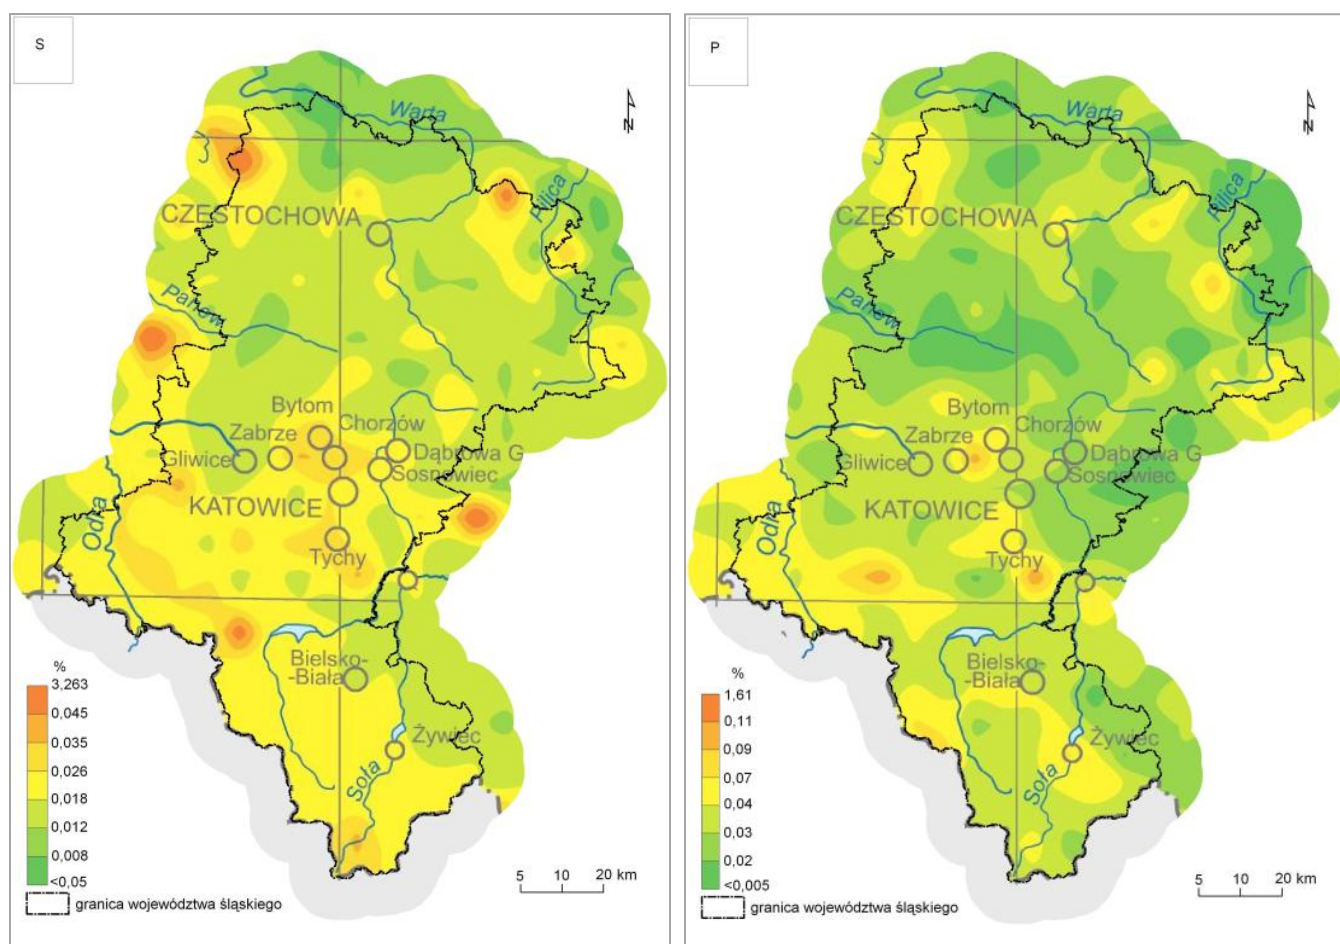 S
N
Warta
Pilica
CZĘSTOCHOWA
Panew
Bytom
Chorzów
Zabrze
Dąbrowa G
Gliwice
Sosnowiec
KATOWICE
Odra
Tychy
Bielsko-
-Biała
Żywiec
Soła
%
3,263
0,045
0,035
0,026
0,018
0,012
0,008
<0,05
5 10 20 km
granica województwa śląskiego
P
N
Warta
Pilica
CZĘSTOCHOWA
Panew
Bytom
Chorzów
Zabrze
Dąbrowa G
Gliwice
Sosnowiec
KATOWICE
Odra
Tychy
Bielsko-
-Biała
Żywiec
Soła
%
1,61
0,11
0,09
0,07
0,04
0,03
0,02
<0,005
5 10 20 km
granica województwa śląskiego